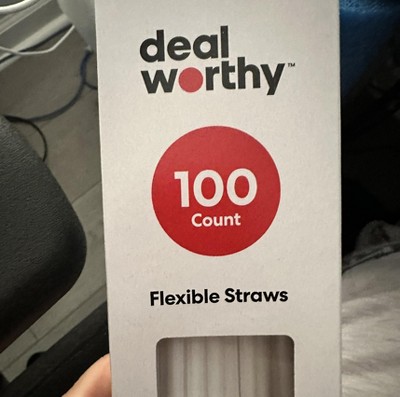 deal
worthy™
100
Count
Flexible Straws